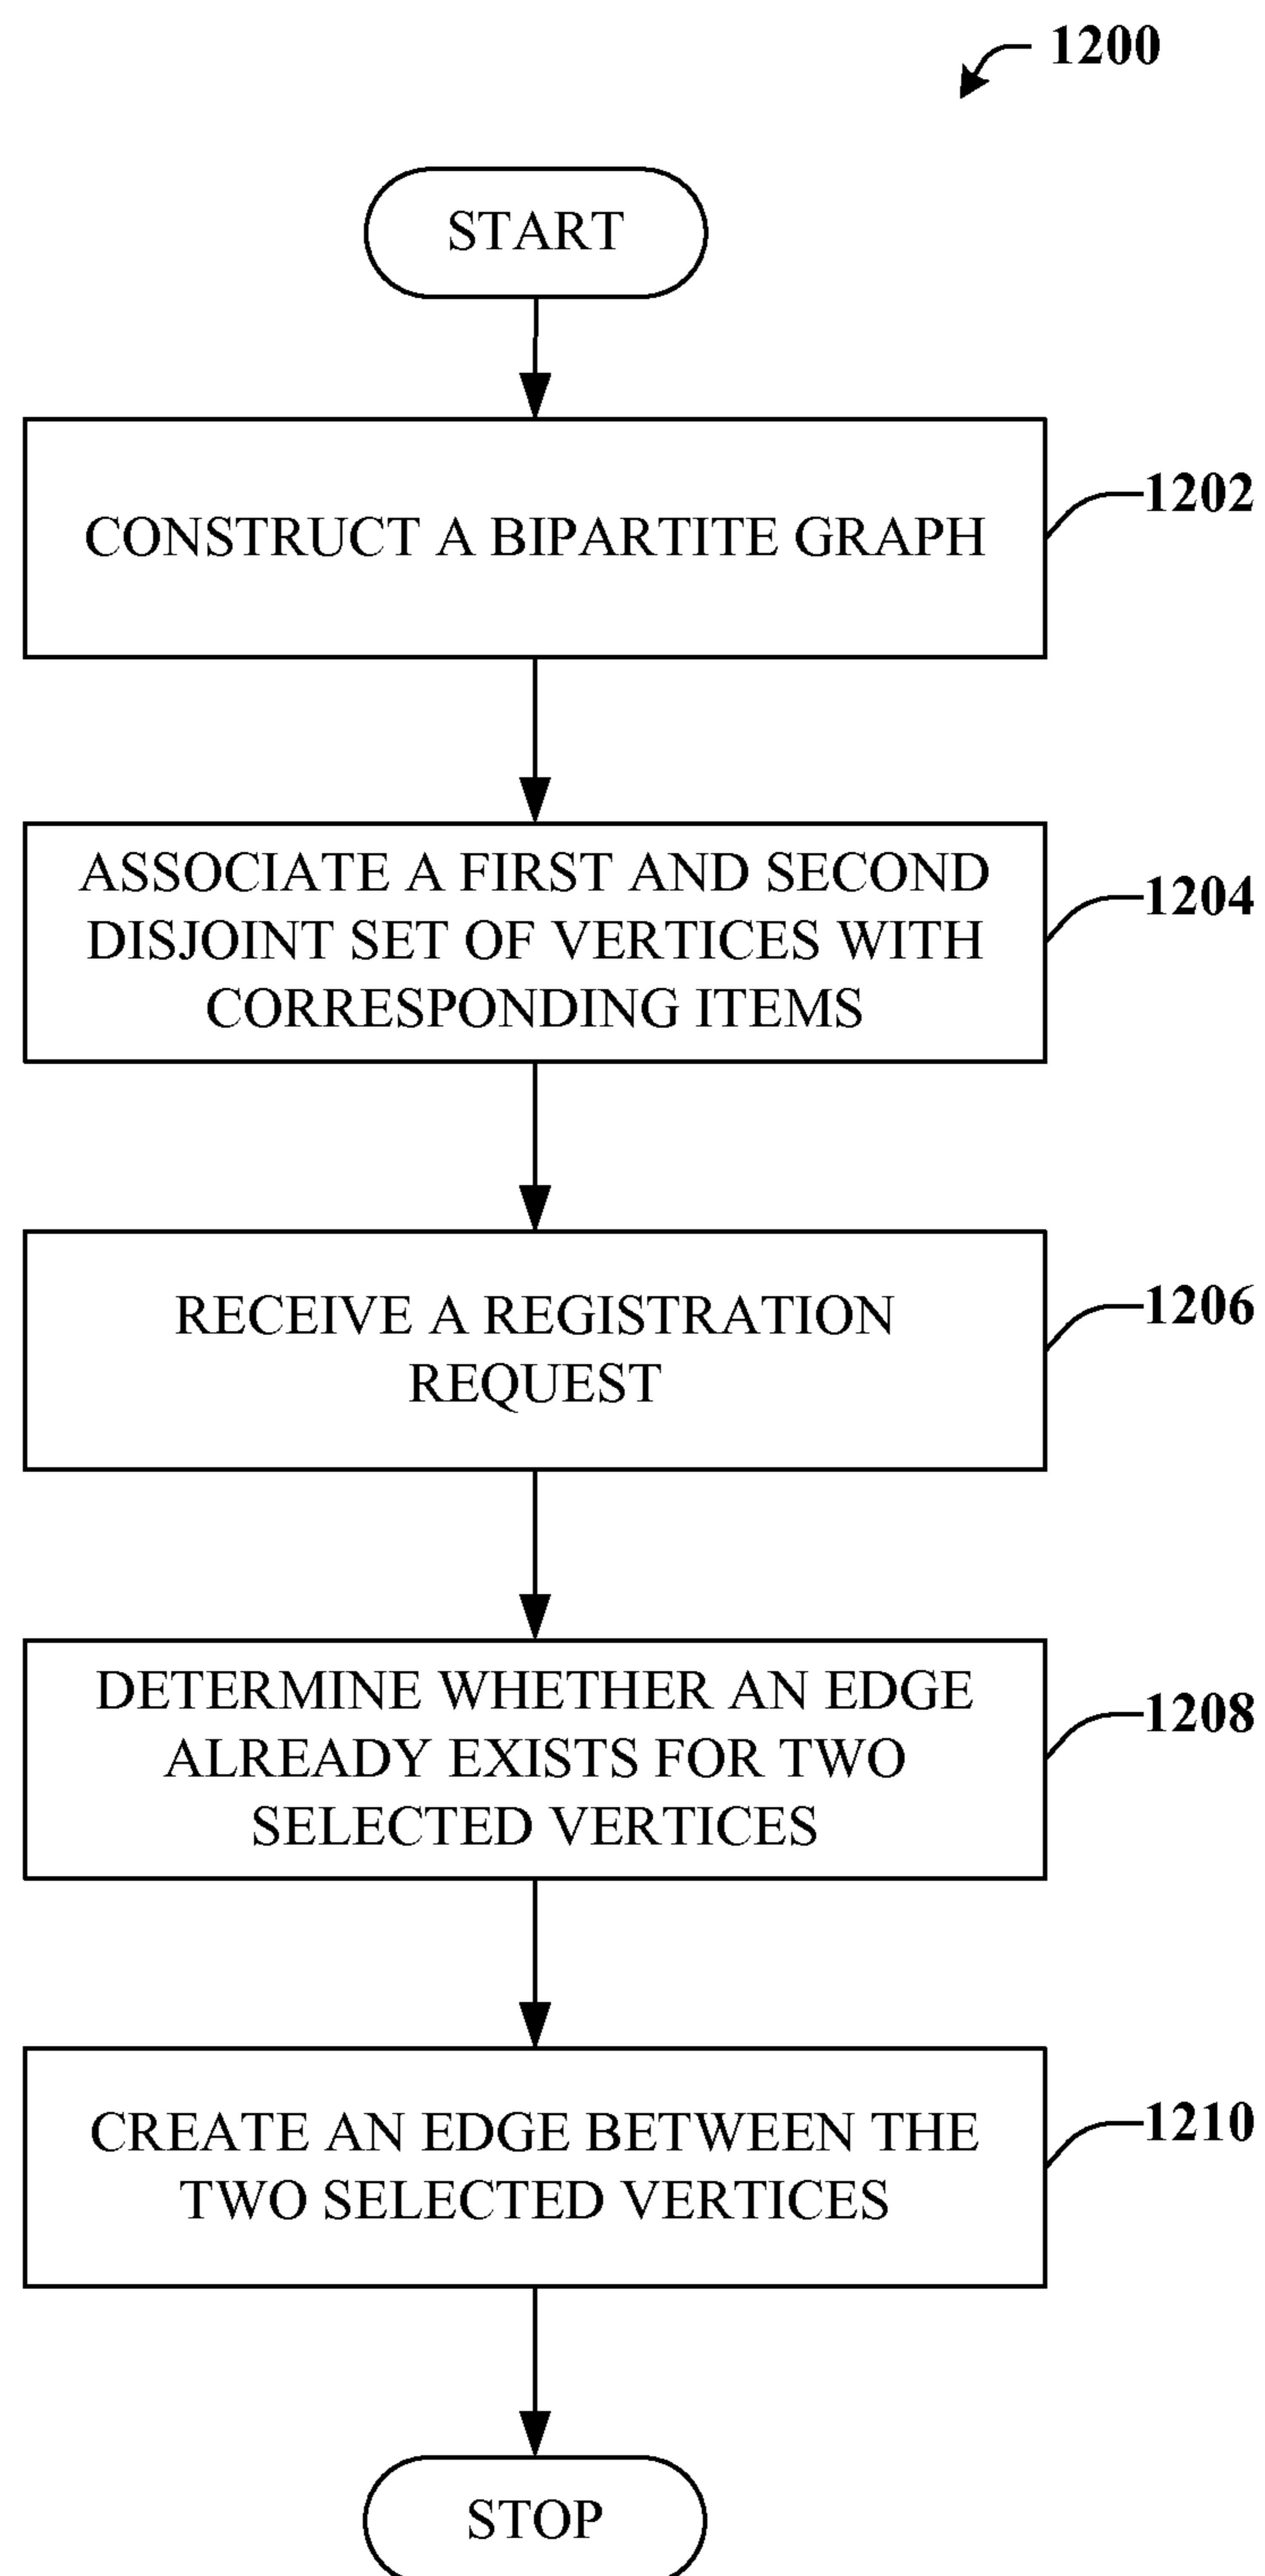 1200
START
CONSTRUCT A BIPARTITE GRAPH
1202
ASSOCIATE A FIRST AND SECOND
DISJOINT SET OF VERTICES WITH
CORRESPONDING ITEMS
1204
RECEIVE A REGISTRATION
REQUEST
1206
DETERMINE WHETHER AN EDGE
ALREADY EXISTS FOR TWO
SELECTED VERTICES
1208
CREATE AN EDGE BETWEEN THE
TWO SELECTED VERTICES
1210
STOP